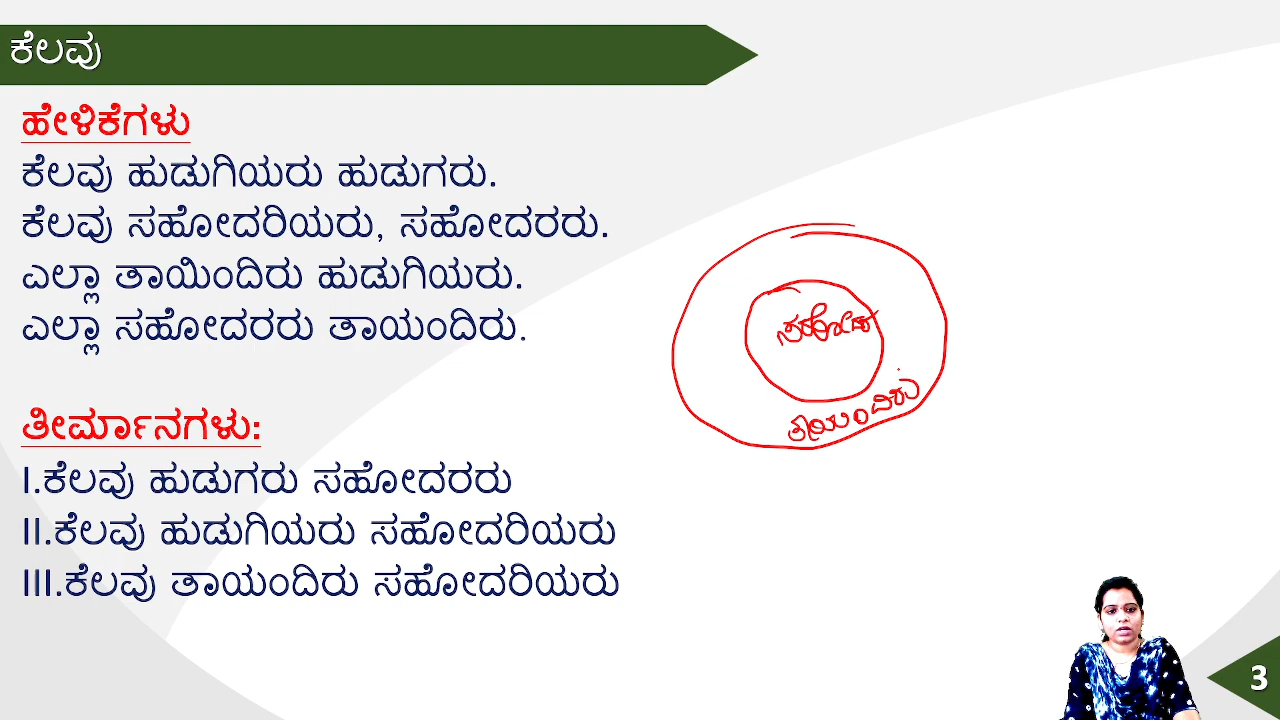 ಕೆಲವು
ಹೇಳಿಕೆಗಳು
ಕೆಲವು ಹುಡುಗಿಯರು ಹುಡುಗರು.
ಕೆಲವು ಸಹೋದರಿಯರು, ಸಹೋದರರು.
ಎಲ್ಲಾ ತಾಯಿಂದಿರು ಹುಡುಗಿಯರು.
ಎಲ್ಲಾ ಸಹೋದರರು ತಾಯಂದಿರು.
ಸಹೋದ
ತಾಯಂದಿರು
ತೀರ್ಮಾನಗಳು:
I.ಕೆಲವು ಹುಡುಗರು ಸಹೋದರರು
II.ಕೆಲವು ಹುಡುಗಿಯರು ಸಹೋದರಿಯರು
III.ಕೆಲವು ತಾಯಂದಿರು ಸಹೋದರಿಯರು
3